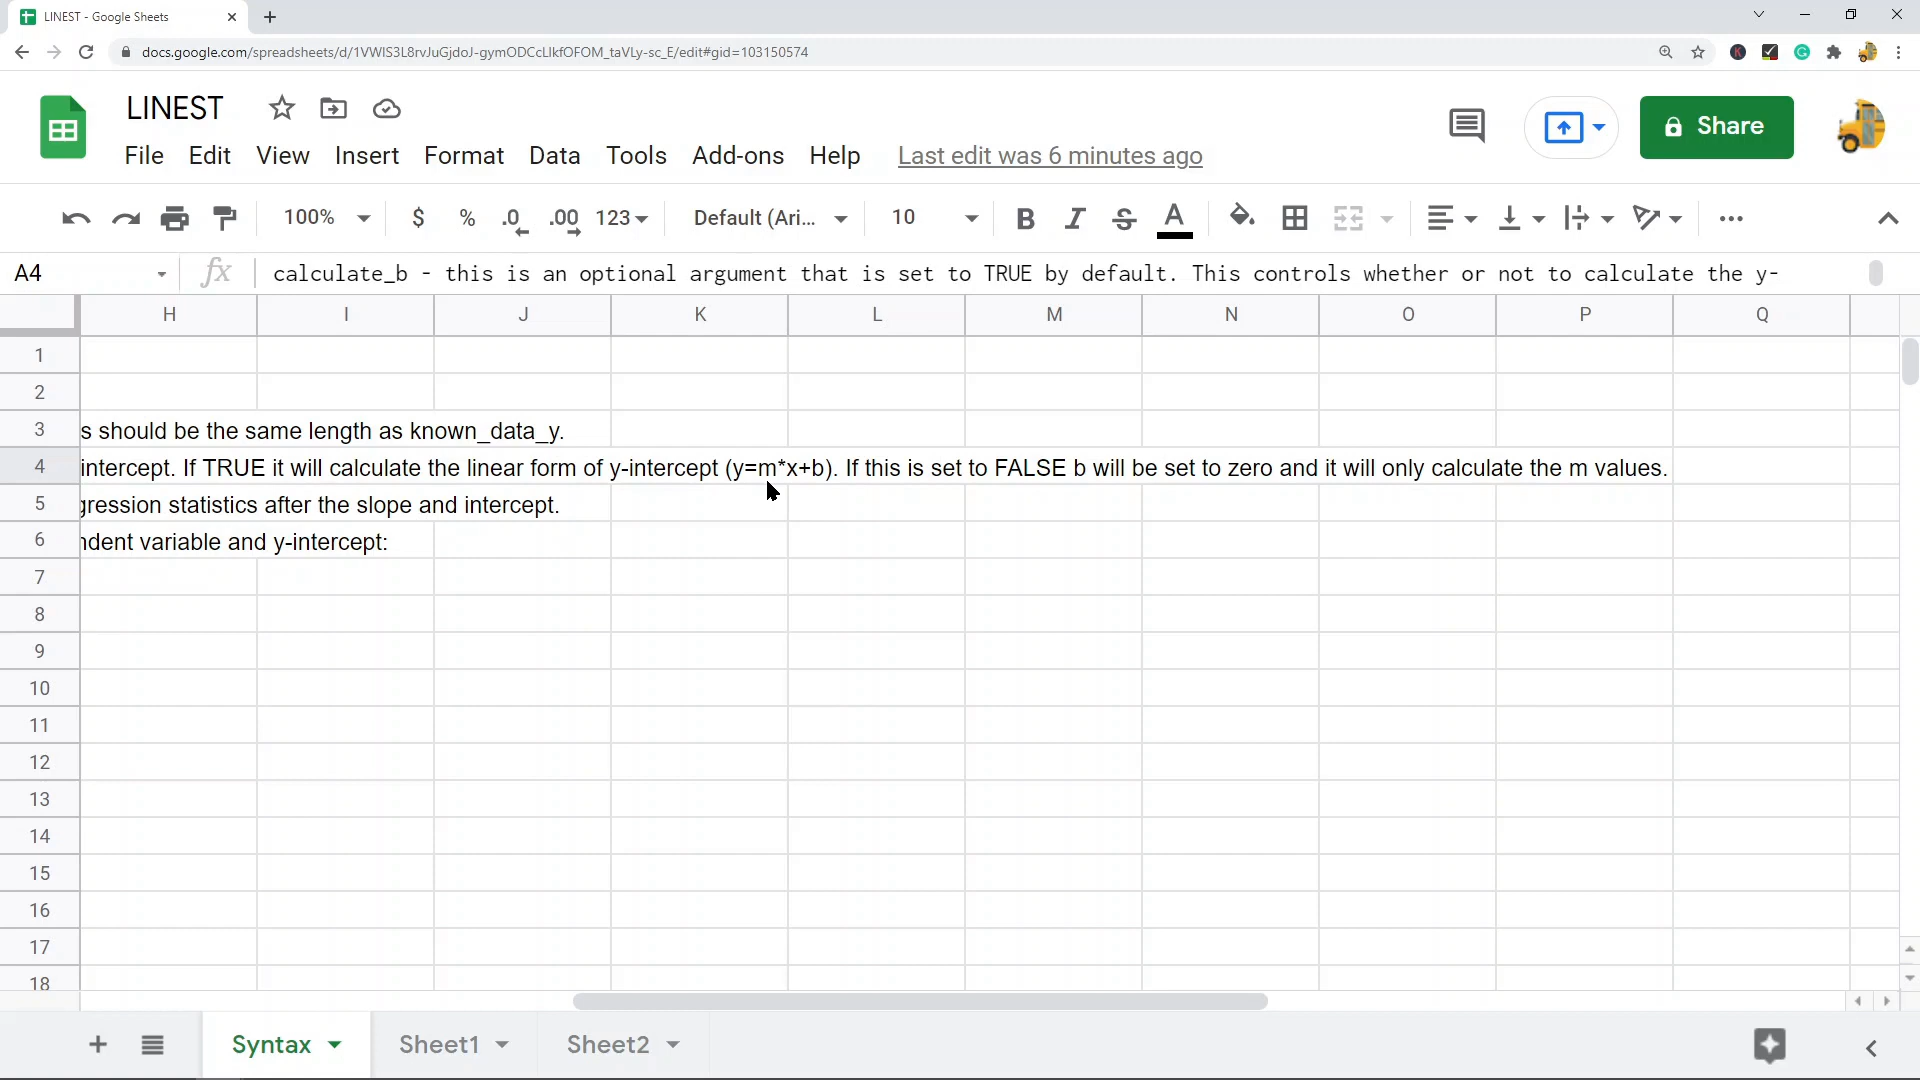 LINEST - Google Sheets
docs.google.com/spreadsheets/d/1VWIS3L8rvJuGjdoJ-gymODCcLlkfOFOM_taVLy-sc_E/edit#gid=103150574
LINEST
File Edit View Insert Format Data Tools Add-ons Help Last edit was 6 minutes ago
Share
100% $ % .0 .00 123 Default (Ari... 10 B I S A
A4 fx calculate_b - this is an optional argument that is set to TRUE by default. This controls whether or not to calculate the y-
H I J K L M N O P Q
1
2
3 s should be the same length as known_data_y.
4 intercept. If TRUE it will calculate the linear form of y-intercept (y=m*x+b). If this is set to FALSE b will be set to zero and it will only calculate the m values.
5 gression statistics after the slope and intercept.
6 ndent variable and y-intercept:
7
8
9
10
11
12
13
14
15
16
17
18
Syntax Sheet1 Sheet2